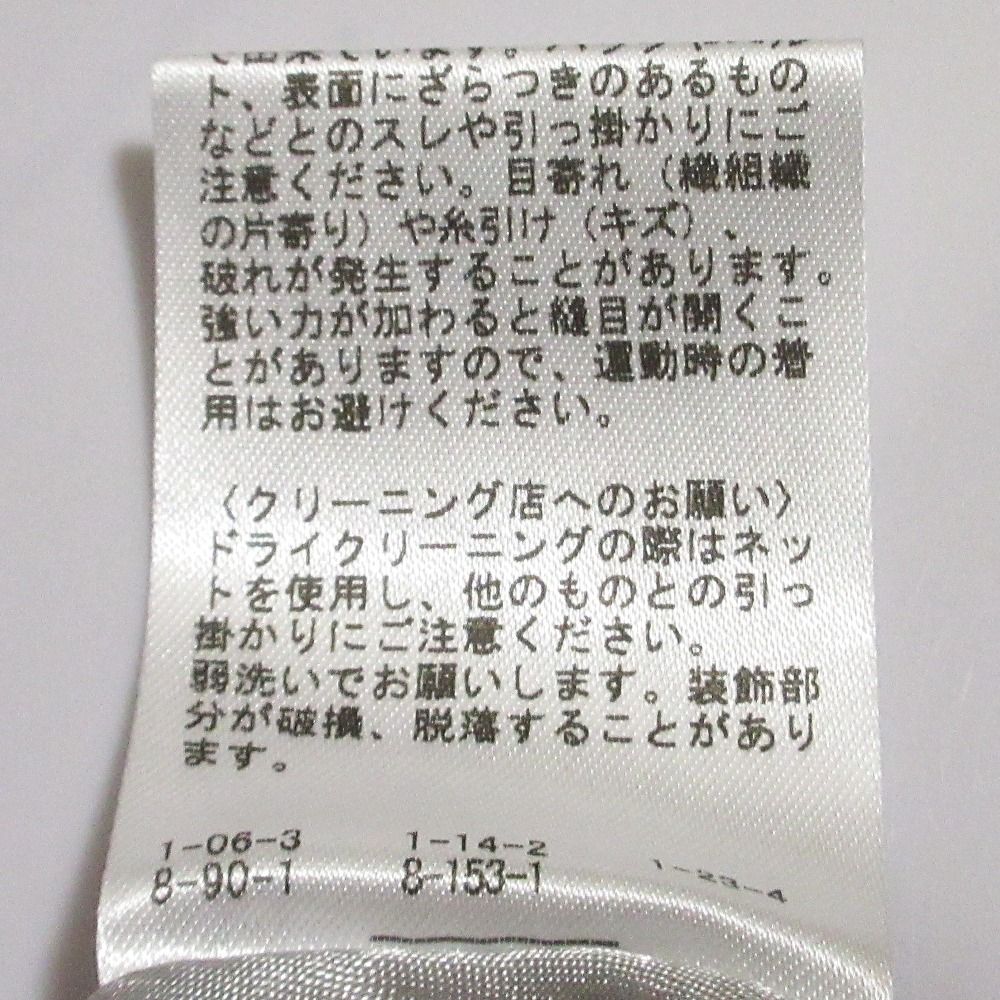 ト、表面にざらつきのあるもの
などとのスレや引っ掛かりにご
注意ください。目寄れ（繊組織
の片寄り）や糸引け（キズ）、
破れが発生することがあります。
強い力が加わると縫目が開くこ
とがありますので、運動時の着
用はお避けください。
〈クリーニング店へのお願い〉
ドライクリーニングの際はネッ
トを使用し、他のものとの引っ
掛かりにご注意ください。
弱洗いでお願いします。装飾部
分が破損、脱落することがあり
ます。
1-06-3 1-14-2 1-23-4
8-90-1 8-153-1